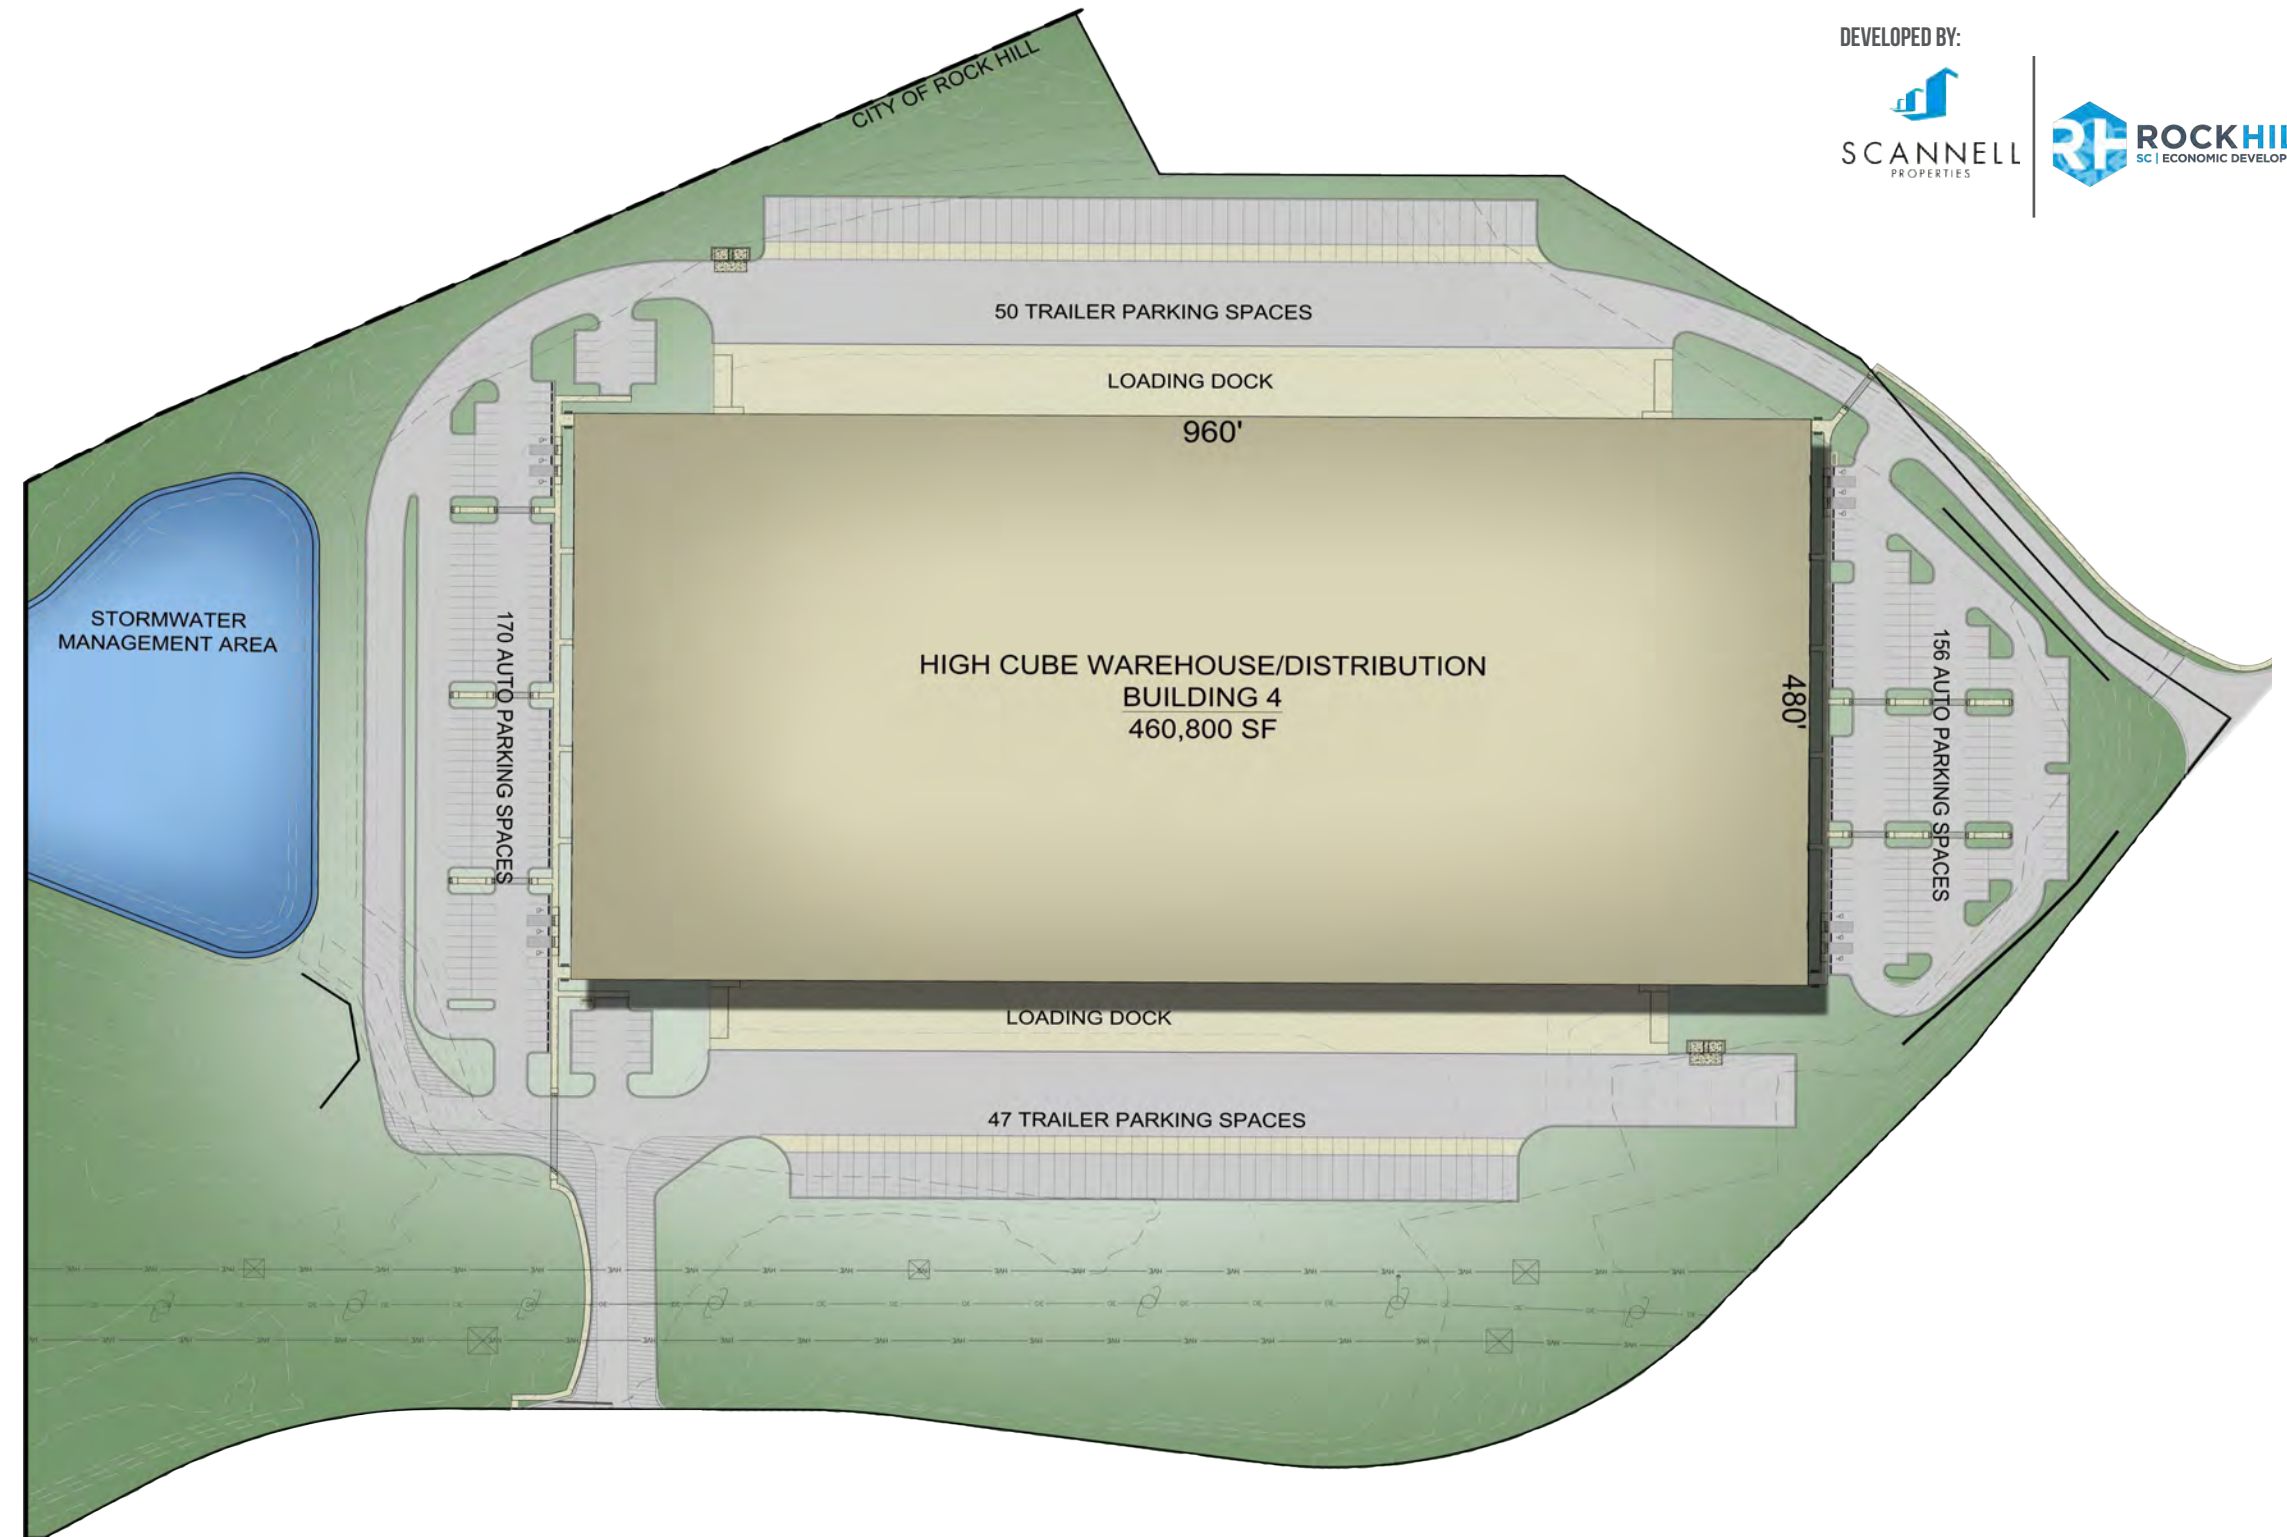 DEVELOPED BY:
SCANNELL
PROPERTIES
RH
ROCKHIL
SC | ECONOMIC DEVELOP
CITY OF ROCK HILL
50 TRAILER PARKING SPACES
LOADING DOCK
960'
STORMWATER
MANAGEMENT AREA
170 AUTO PARKING SPACES
HIGH CUBE WAREHOUSE/DISTRIBUTION
BUILDING 4
460,800 SF
480'
156 AUTO PARKING SPACES
LOADING DOCK
47 TRAILER PARKING SPACES